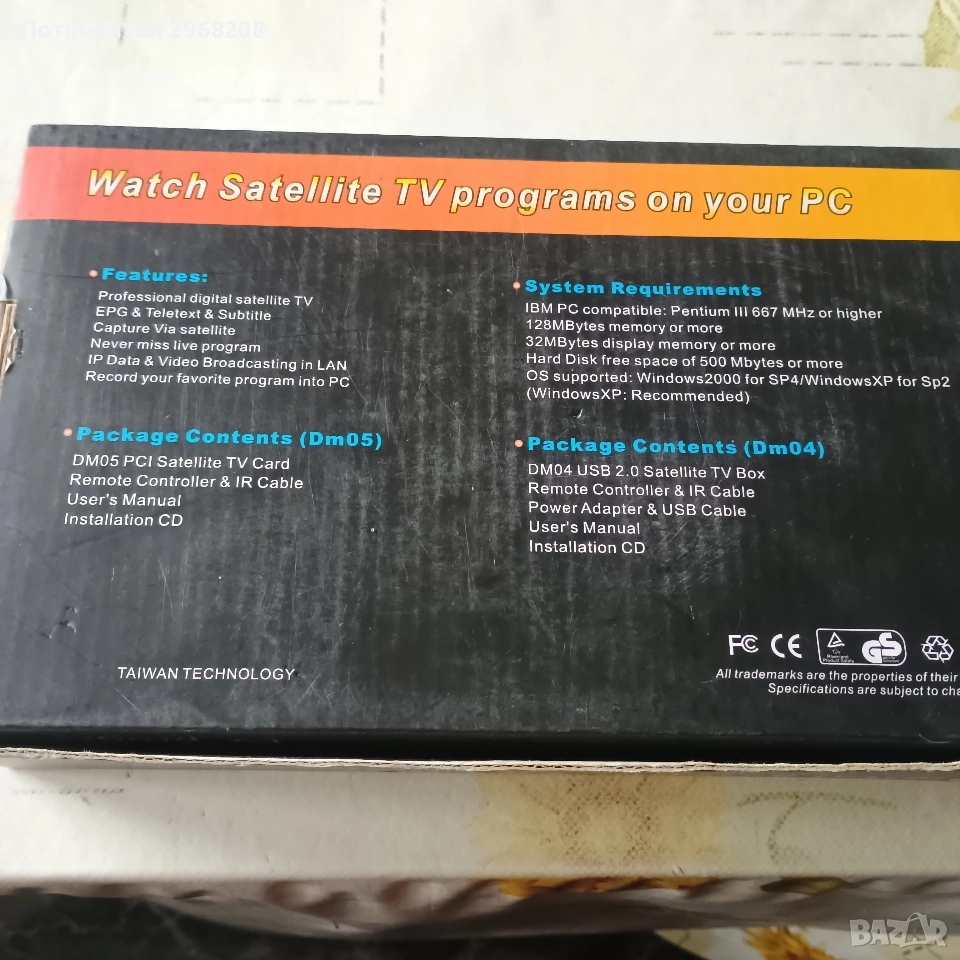 Потребител 2968208
Watch Satellite TV programs on your PC
Features:
Professional digital satellite TV
EPG & Teletext & Subtitle
Capture Via satellite
Never miss live program
IP Data & Video Broadcasting in LAN
Record your favorite program into PC
System Requirements
IBM PC compatible: Pentium III 667 MHz or higher
128MBytes memory or more
32MBytes display memory or more
Hard Disk free space of 500 Mbytes or more
OS supported: Windows2000 for SP4/WindowsXP for Sp2
(WindowsXP: Recommended)
Package Contents (Dm05)
DM05 PCI Satellite TV Card
Remote Controller & IR Cable
User's Manual
Installation CD
Package Contents (Dm04)
DM04 USB 2.0 Satellite TV Box
Remote Controller & IR Cable
Power Adapter & USB Cable
User's Manual
Installation CD
TAIWAN TECHNOLOGY
FC CE TÜV Rheinland Product Safety GS
All trademarks are the properties of their
Specifications are subject to cha
BAZAR